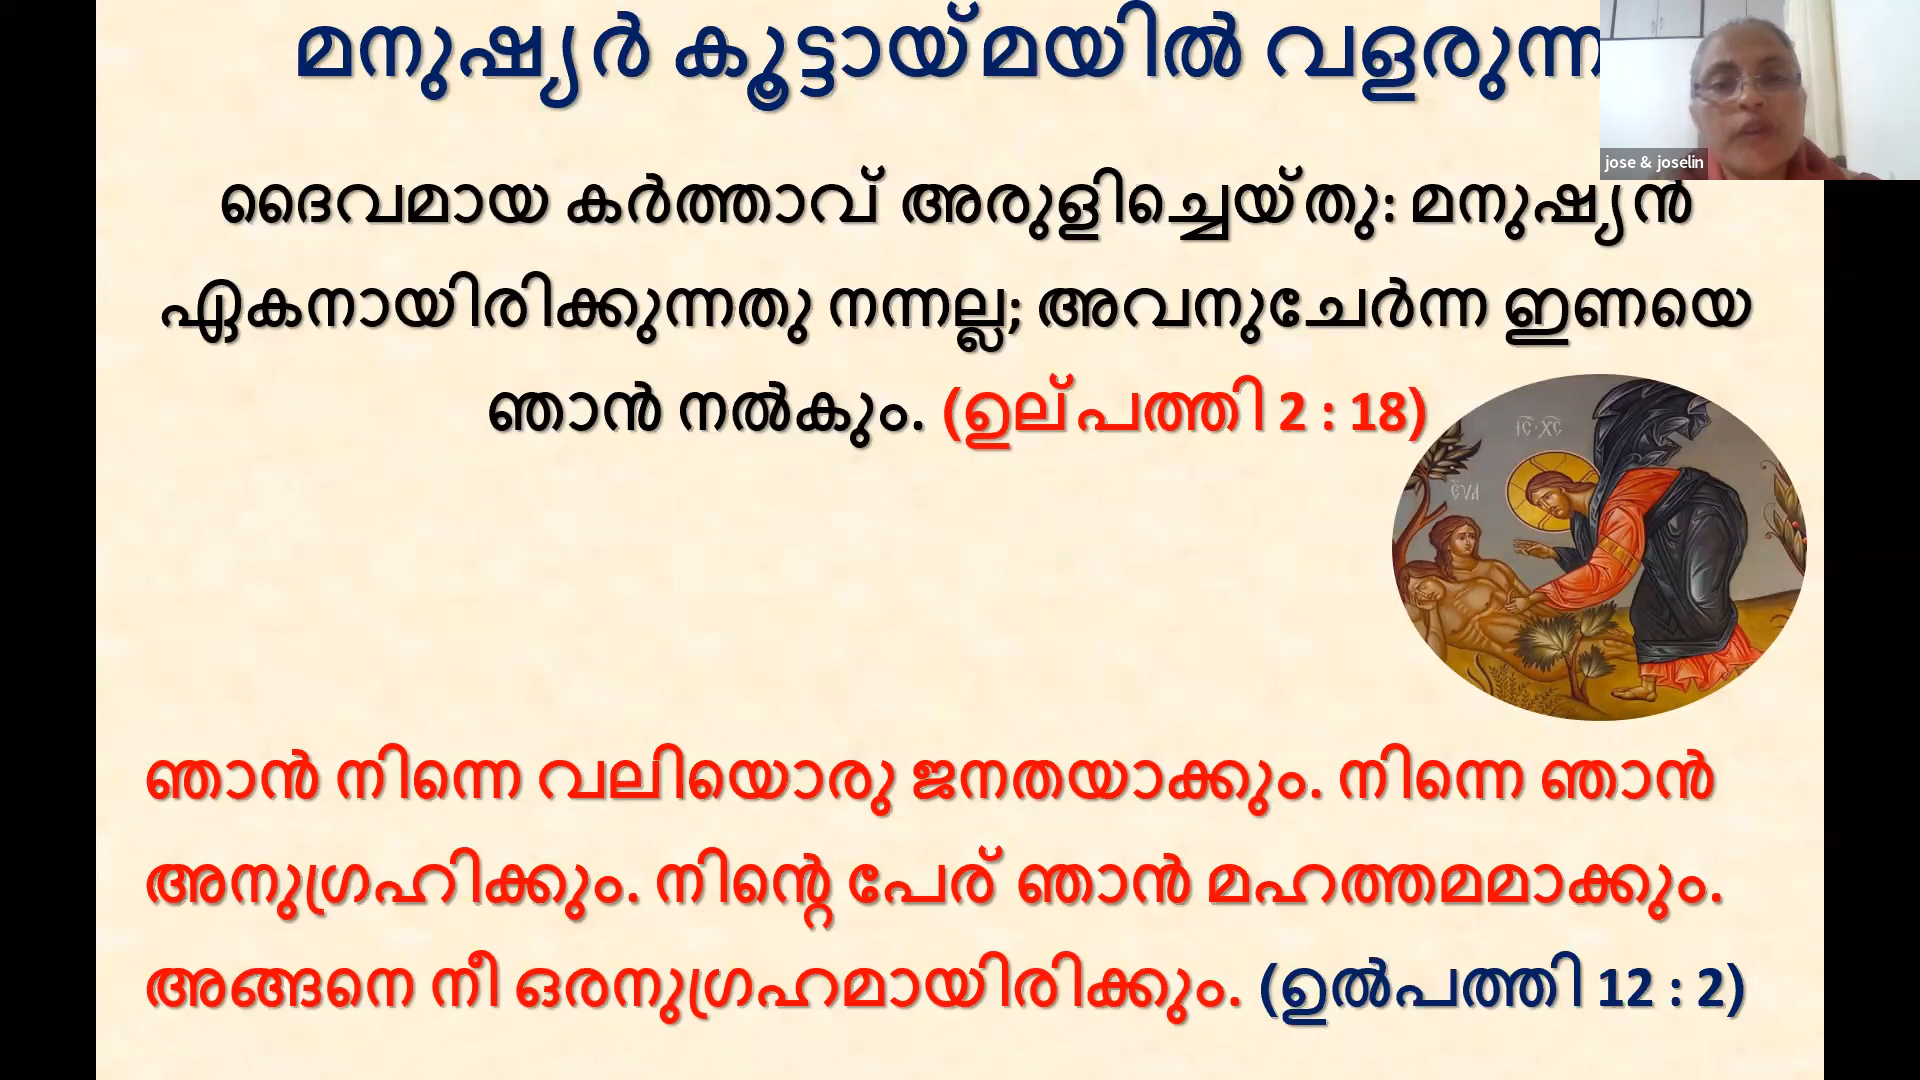 മനുഷ്യർ കൂട്ടായ്മയിൽ വളരുന്ന
jose & joselin
ദൈവമായ കർത്താവ് അരുളിച്ചെയ്തു: മനുഷ്യൻ
ഏകനായിരിക്കുന്നതു നന്നല്ല; അവനുചേർന്ന ഇണയെ
ഞാൻ നൽകും. (ഉല്പത്തി 2 : 18)
ഞാൻ നിന്നെ വലിയൊരു ജനതയാക്കും. നിന്നെ ഞാൻ
അനുഗ്രഹിക്കും. നിന്റെ പേര് ഞാൻ മഹത്തമമാക്കും.
അങ്ങനെ നീ ഒരനുഗ്രഹമായിരിക്കും. (ഉൽപത്തി 12 : 2)